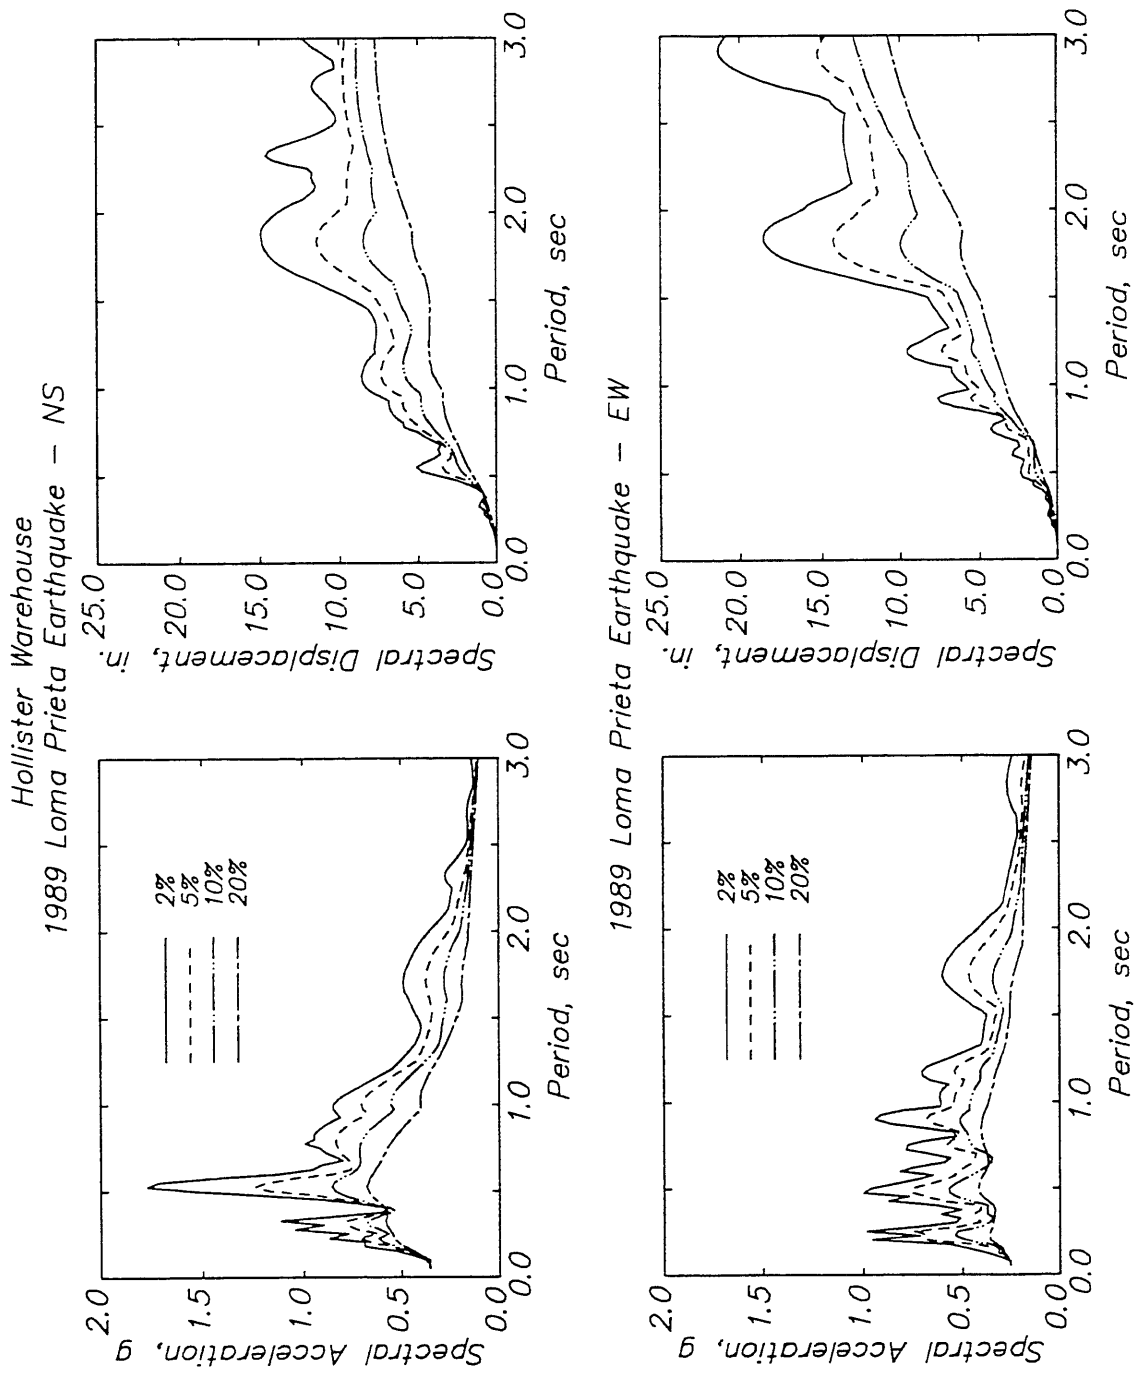 Hollister Warehouse
1989 Loma Prieta Earthquake – NS
Spectral Acceleration, g
2.0
1.5
1.0
0.5
0.0
2%
5%
10%
20%
0.0 1.0 2.0 3.0
Period, sec
Spectral Displacement, in.
25.0
20.0
15.0
10.0
5.0
0.0
0.0 1.0 2.0 3.0
Period, sec
1989 Loma Prieta Earthquake – EW
Spectral Acceleration, g
2.0
1.5
1.0
0.5
0.0
2%
5%
10%
20%
0.0 1.0 2.0 3.0
Period, sec
Spectral Displacement, in.
25.0
20.0
15.0
10.0
5.0
0.0
0.0 1.0 2.0 3.0
Period, sec